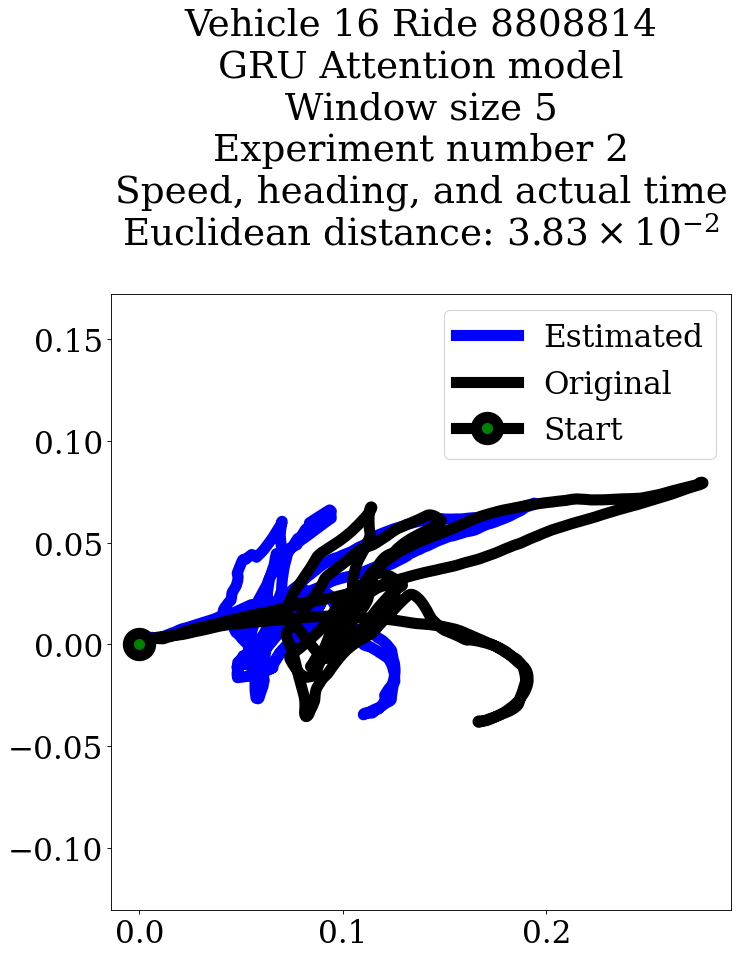 Vehicle 16 Ride 8808814
GRU Attention model
Window size 5
Experiment number 2
Speed, heading, and actual time
Euclidean distance: 3.83 × 10⁻²
Estimated
Original
Start
0.15
0.10
0.05
0.00
−0.05
−0.10
0.0
0.1
0.2